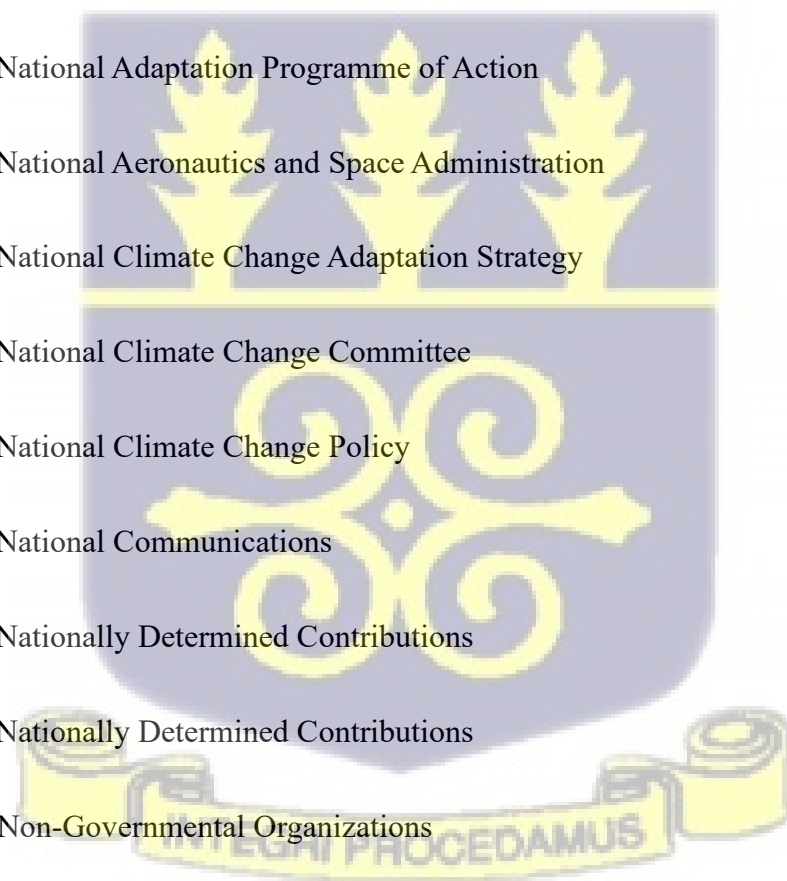 National Adaptation Programme of Action
National Aeronautics and Space Administration
National Climate Change Adaptation Strategy
National Climate Change Committee
National Climate Change Policy
National Communications
Nationally Determined Contributions
Nationally Determined Contributions
Non-Governmental Organizations
INTEGRI PROCEDAMUS